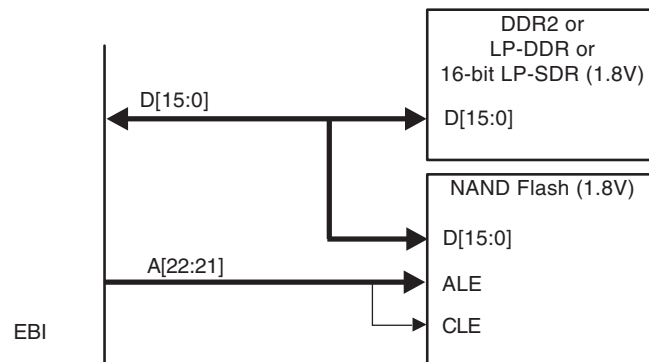 DDR2 or
LP-DDR or
16-bit LP-SDR (1.8V)
D[15:0]
D[15:0]
NAND Flash (1.8V)
D[15:0]
A[22:21]
ALE
EBI
CLE